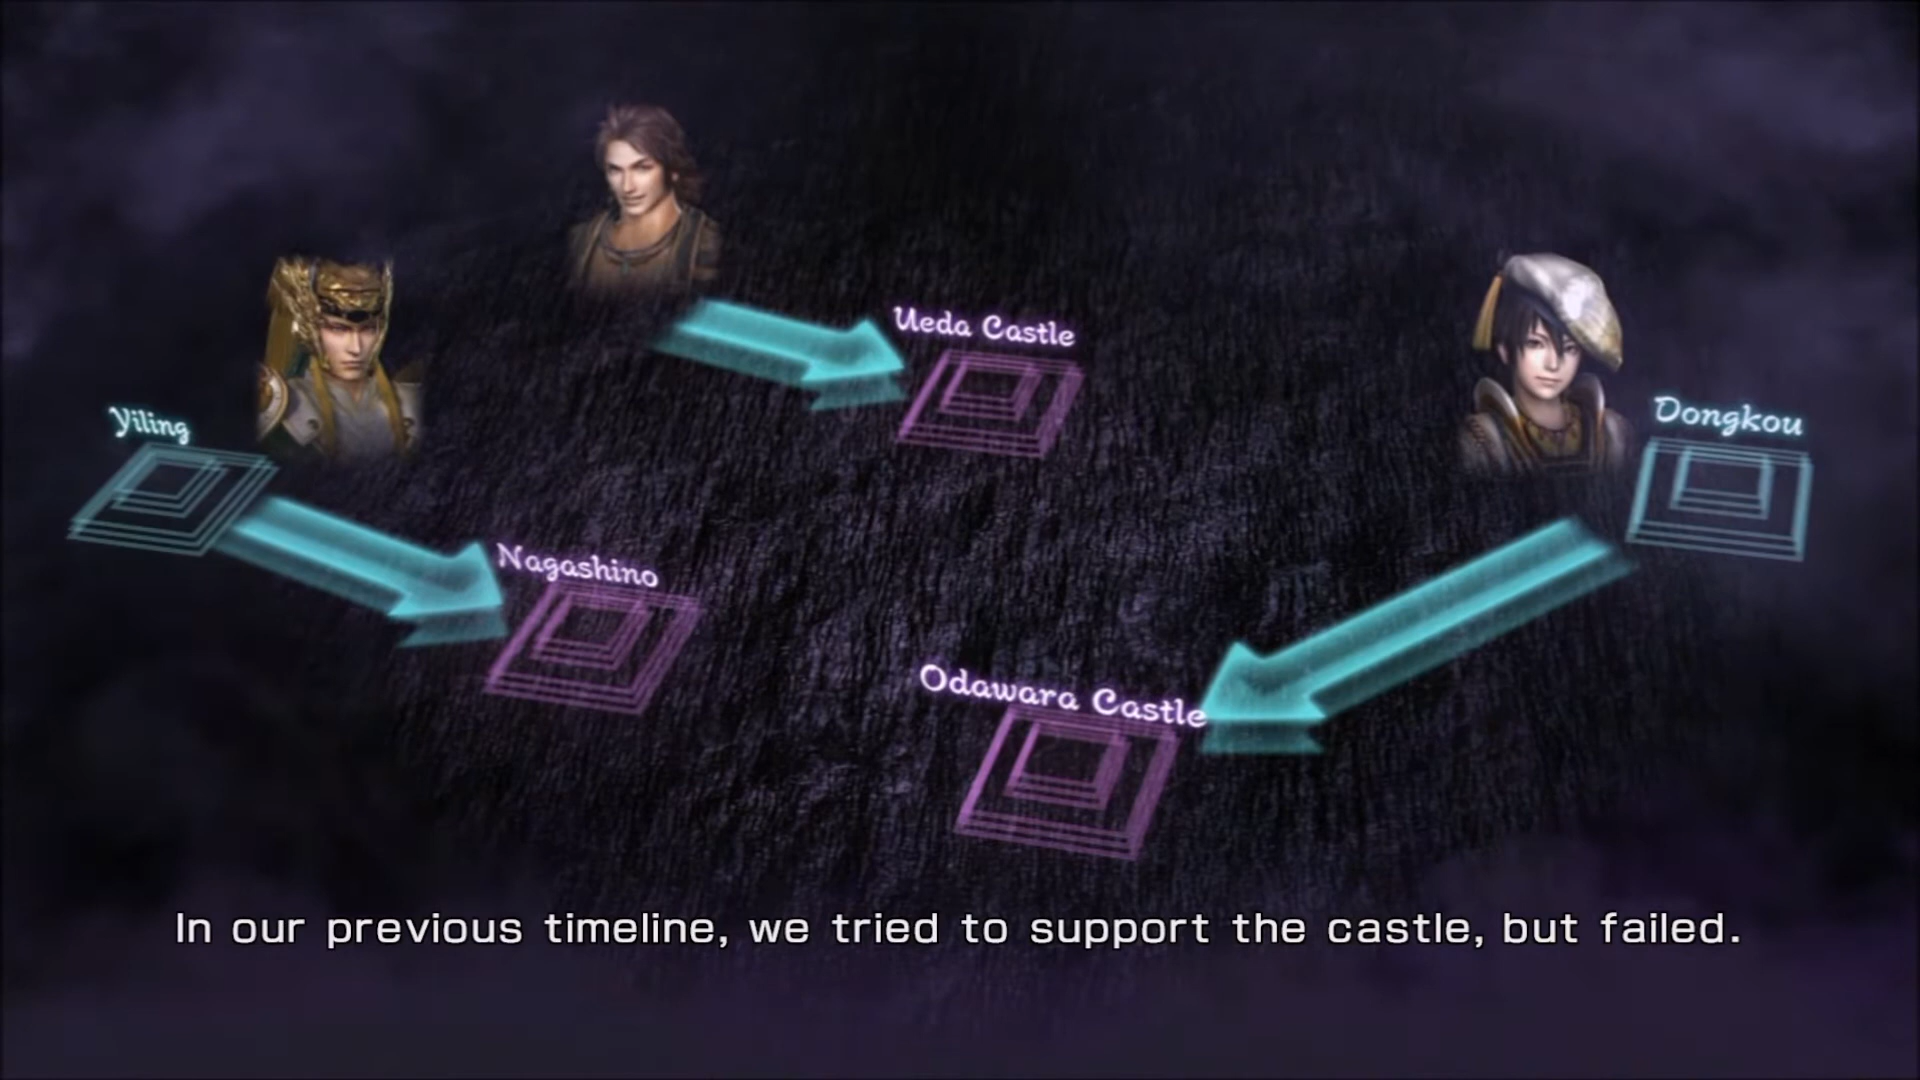 Ueda Castle
Yiling
Dongkou
Nagashino
Odawara Castle
In our previous timeline, we tried to support the castle, but failed.